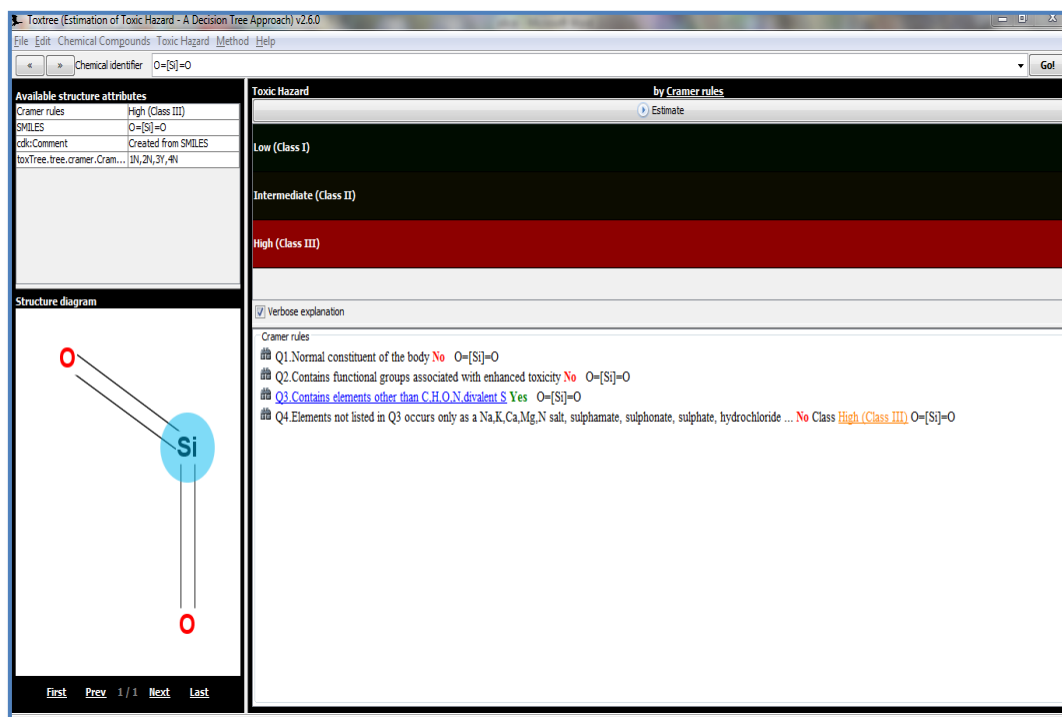 Toxtree (Estimation of Toxic Hazard - A Decision Tree Approach) v2.6.0
File Edit Chemical Compounds Toxic Hazard Method Help
« » Chemical identifier O=[Si]=O Go!
Available structure attributes
Cramer rules High (Class III)
SMILES O=[Si]=O
cdk:Comment Created from SMILES
toxTree.tree.cramer.Cram... 1N,2N,3Y,4N
Structure diagram
O
Si
O
First Prev 1 / 1 Next Last
Toxic Hazard by Cramer rules
Estimate
Low (Class I)
Intermediate (Class II)
High (Class III)
Verbose explanation
Cramer rules
Q1.Normal constituent of the body No O=[Si]=O
Q2.Contains functional groups associated with enhanced toxicity No O=[Si]=O
Q3.Contains elements other than C,H,O,N,divalent S Yes O=[Si]=O
Q4.Elements not listed in Q3 occurs only as a Na,K,Ca,Mg,N salt, sulphamate, sulphonate, sulphate, hydrochloride ... No Class High (Class III) O=[Si]=O